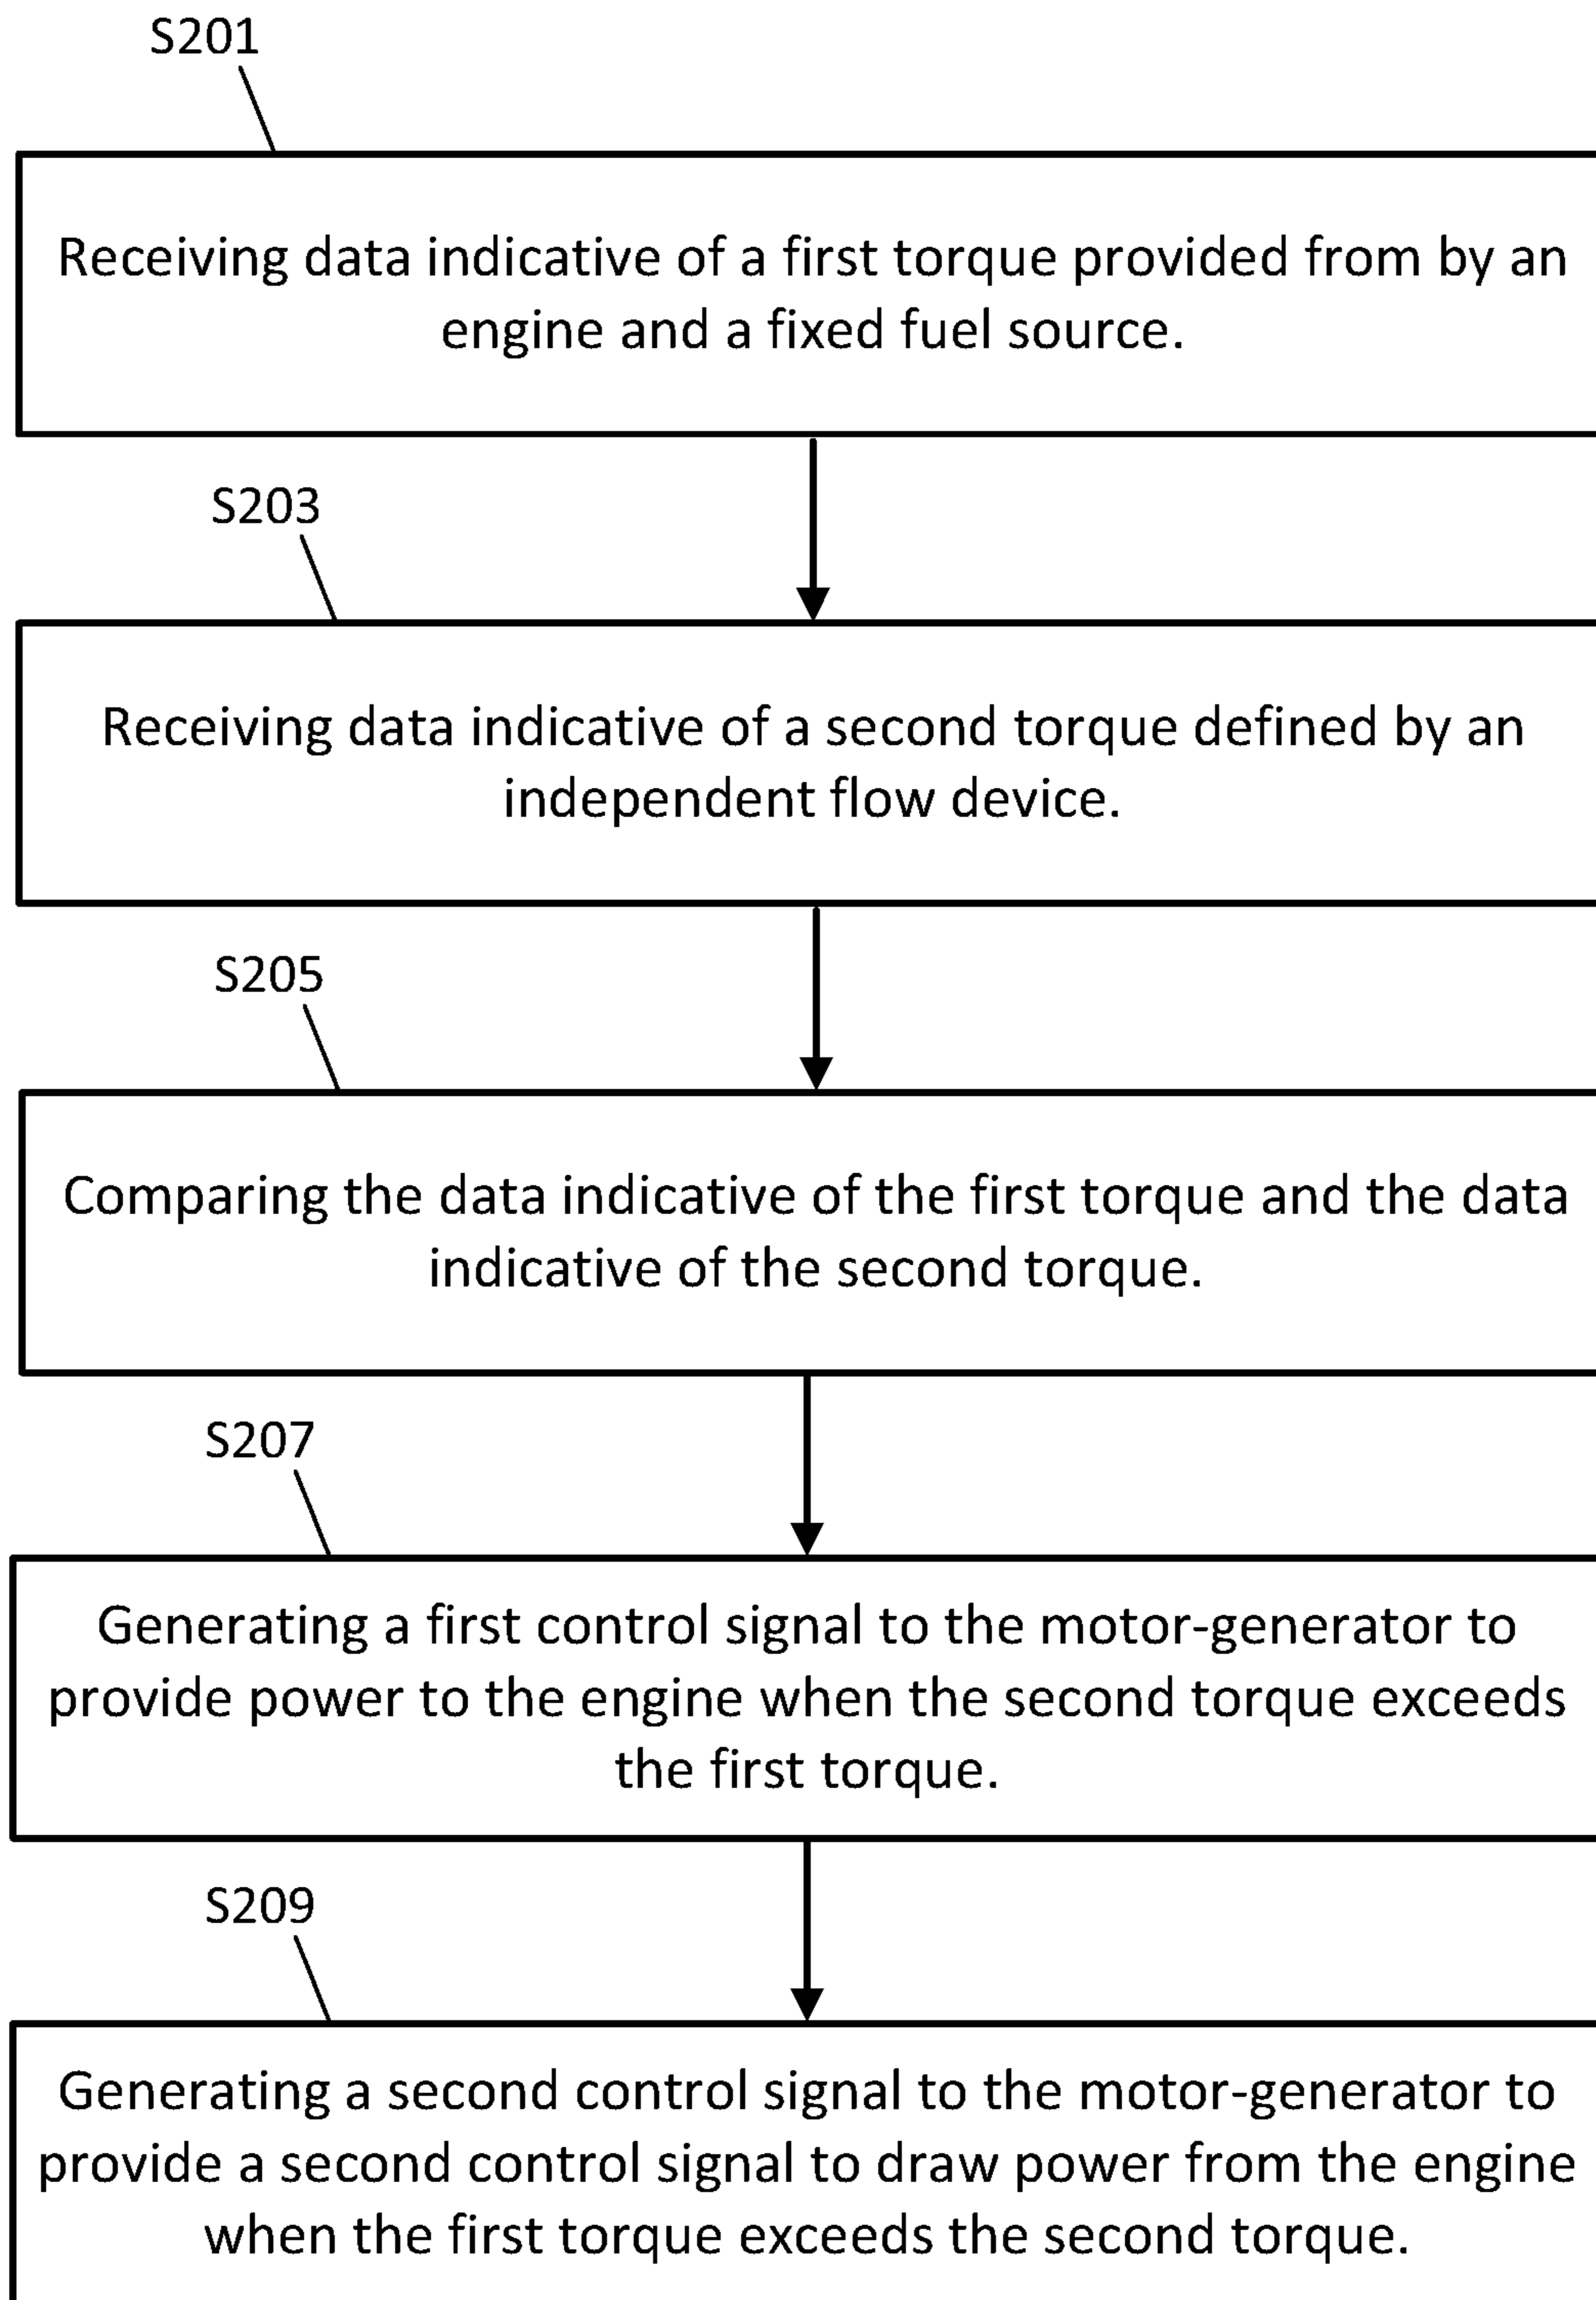 S201
Receiving data indicative of a first torque provided from by an
engine and a fixed fuel source.
S203
Receiving data indicative of a second torque defined by an
independent flow device.
S205
Comparing the data indicative of the first torque and the data
indicative of the second torque.
S207
Generating a first control signal to the motor-generator to
provide power to the engine when the second torque exceeds
the first torque.
S209
Generating a second control signal to the motor-generator to
provide a second control signal to draw power from the engine
when the first torque exceeds the second torque.